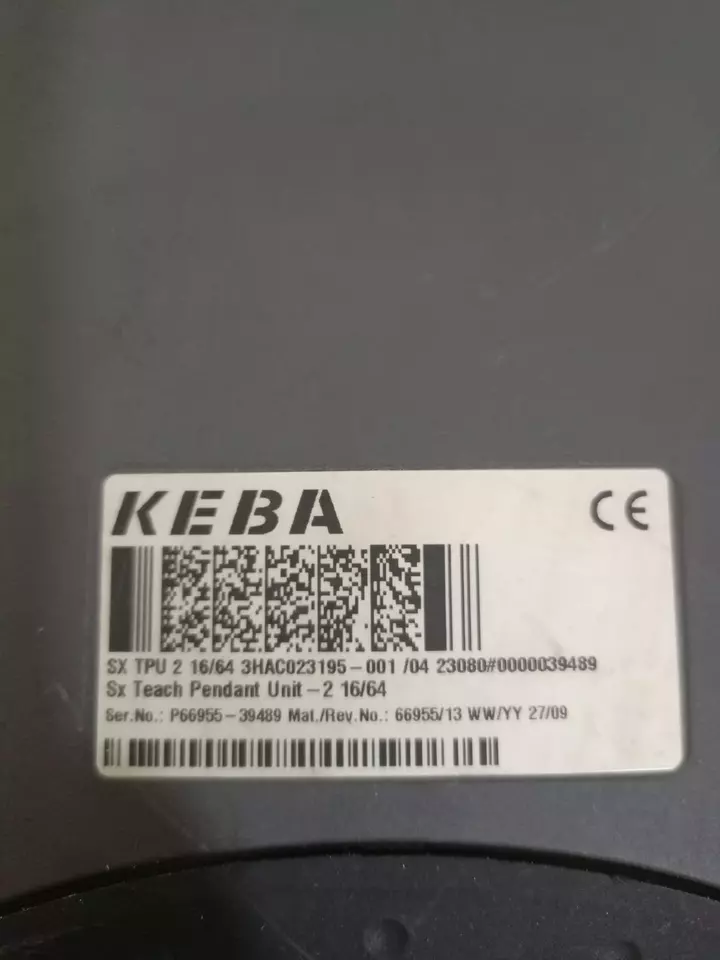 KEBA
CE
SX TPU 2 16/64 3HAC023195-001 /04 23080#0000039489
Sx Teach Pendant Unit-2 16/64
Ser.No.: P66955-39489 Mat./Rev.No.: 66955/13 WW/YY 27/09